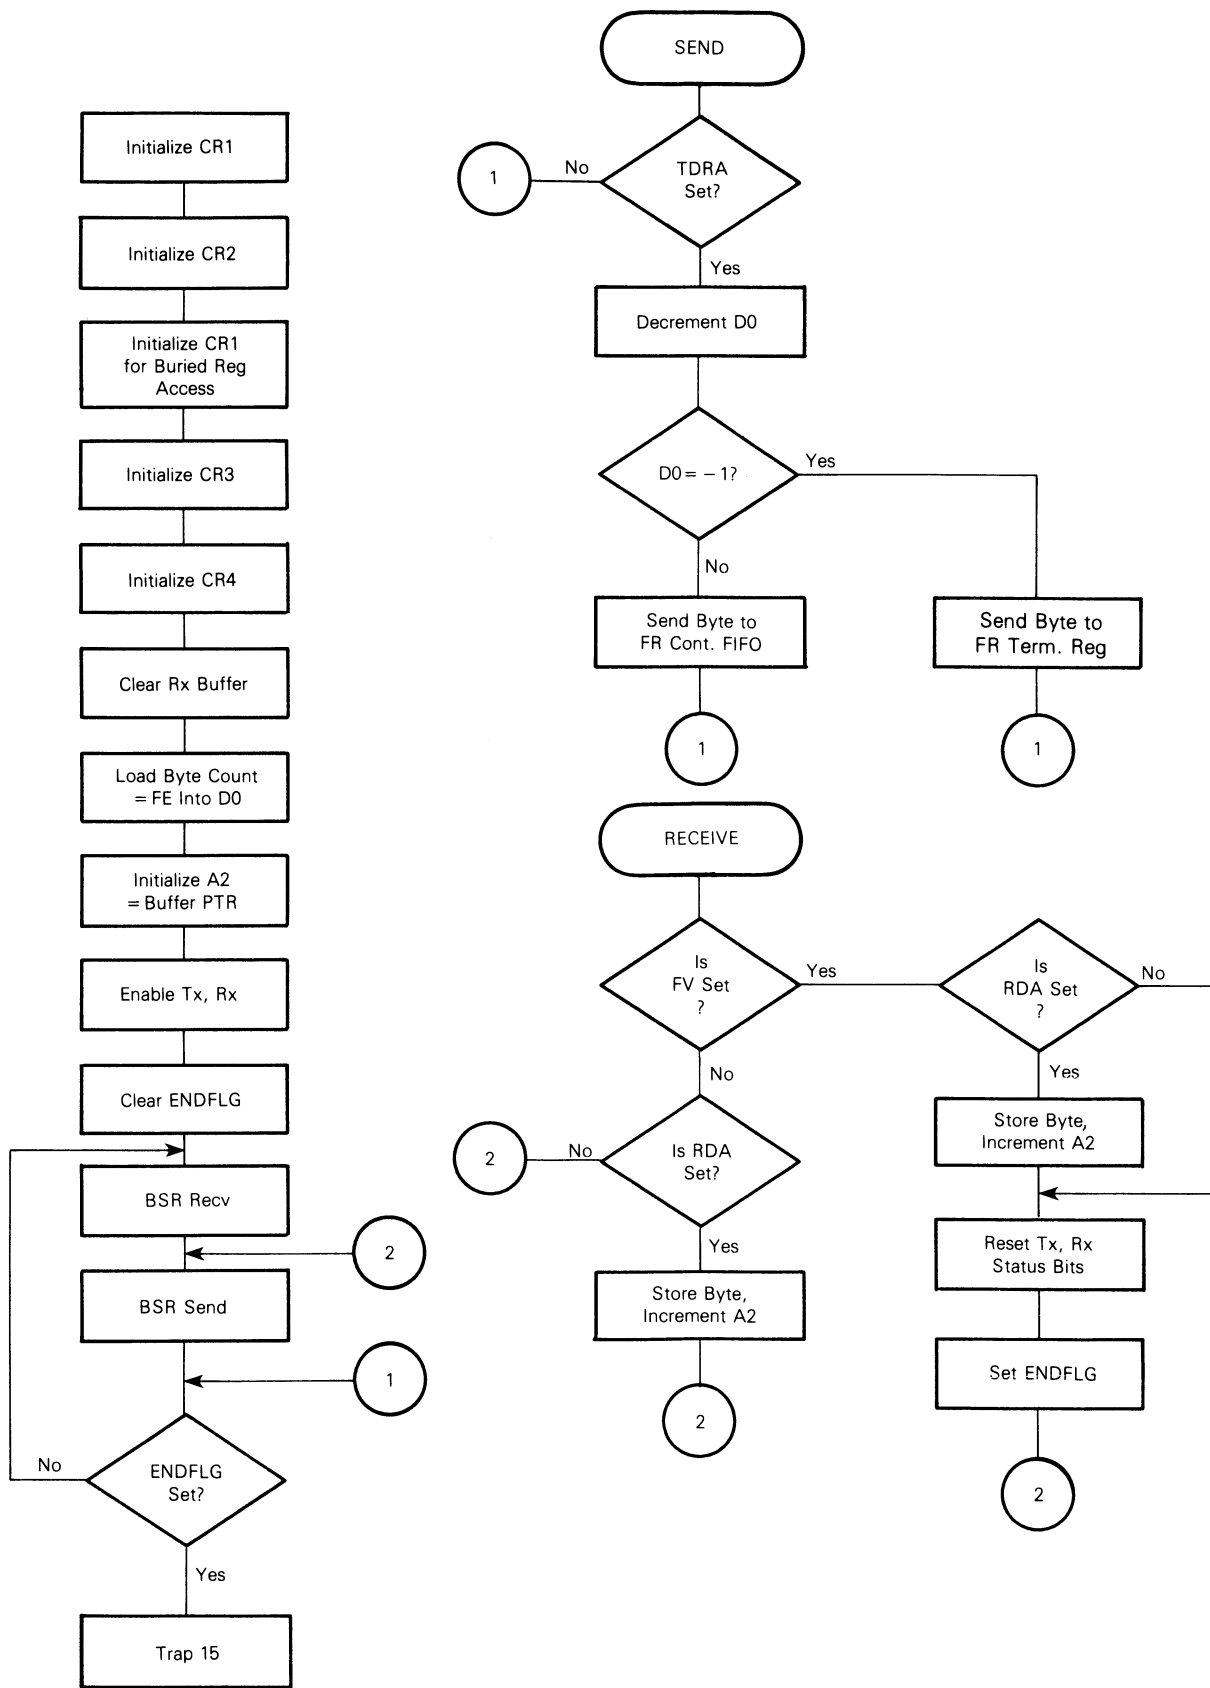 Initialize CR1
Initialize CR2
Initialize CR1
for Buried Reg
Access
Initialize CR3
Initialize CR4
Clear Rx Buffer
Load Byte Count
= FE Into D0
Initialize A2
= Buffer PTR
Enable Tx, Rx
Clear ENDFLG
BSR Recv
2
BSR Send
1
ENDFLG
Set?
No
Yes
Trap 15
SEND
TDRA
Set?
No
1
Yes
Decrement D0
D0 = – 1?
Yes
No
Send Byte to
FR Cont. FIFO
1
Send Byte to
FR Term. Reg
1
RECEIVE
Is
FV Set
?
Yes
No
Is RDA
Set?
No
2
Yes
Store Byte,
Increment A2
2
Is
RDA Set
?
No
Yes
Store Byte,
Increment A2
Reset Tx, Rx
Status Bits
Set ENDFLG
2